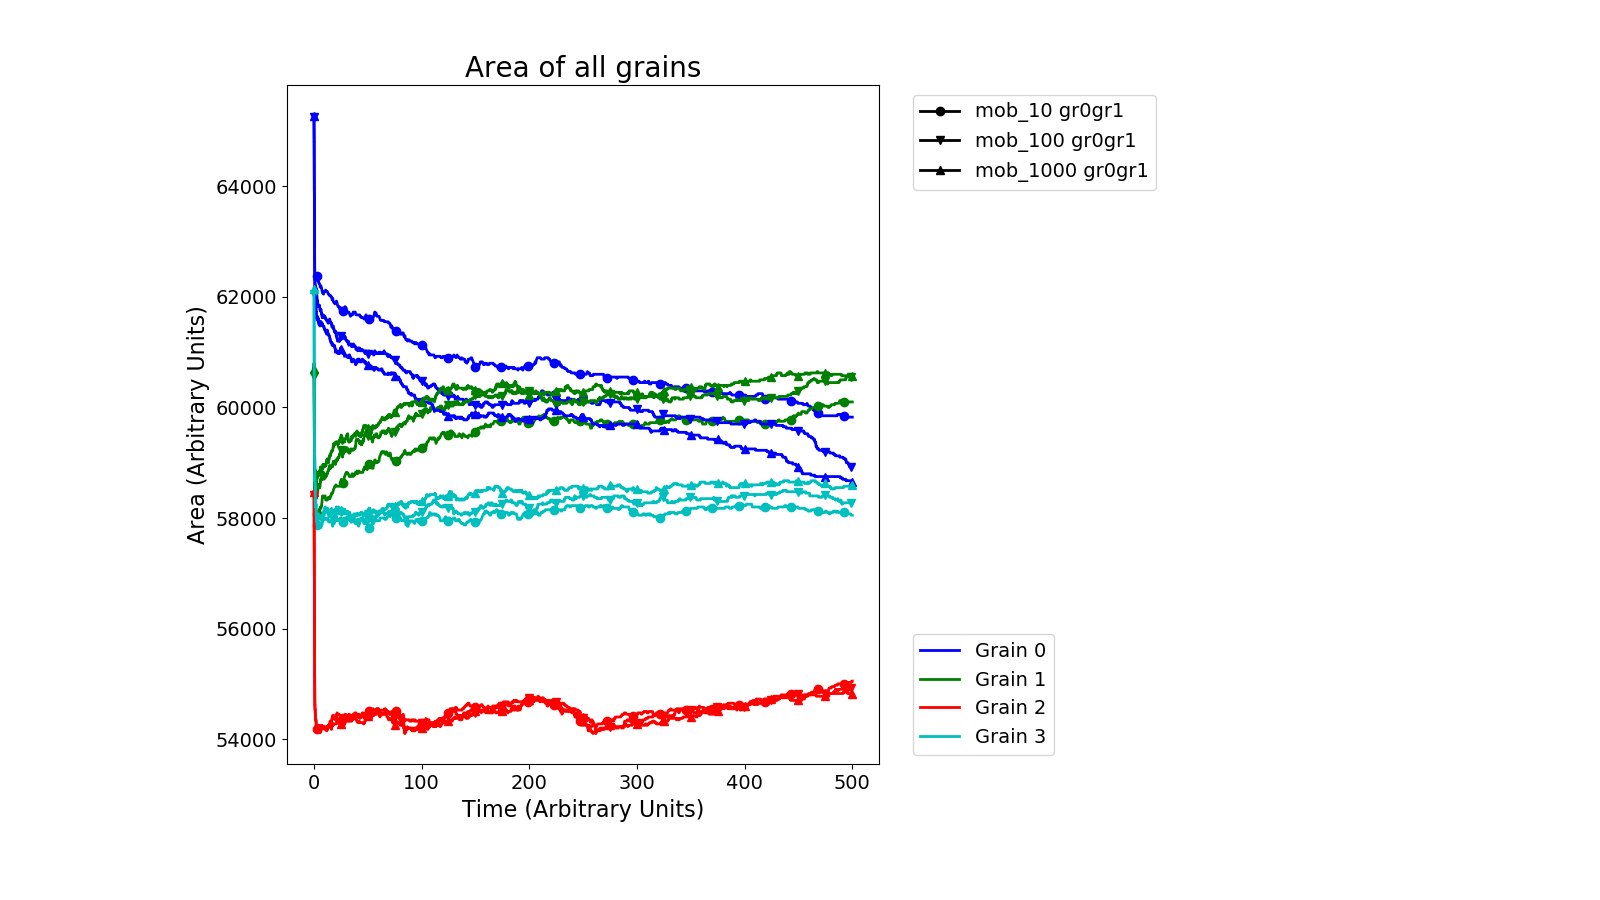 Area of all grains
mob_10 gr0gr1
mob_100 gr0gr1
mob_1000 gr0gr1
64000
62000
60000
58000
56000
54000
Area (Arbitrary Units)
0 100 200 300 400 500
Time (Arbitrary Units)
Grain 0
Grain 1
Grain 2
Grain 3